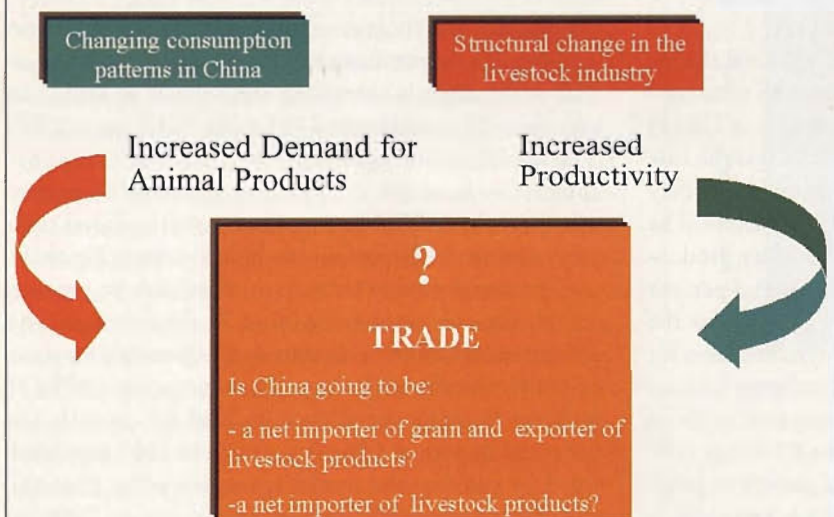 Changing consumption
patterns in China
Structural change in the
livestock industry
Increased Demand for
Animal Products
Increased
Productivity
?
TRADE
Is China going to be:
- a net importer of grain and exporter of
livestock products?
-a net importer of livestock products?